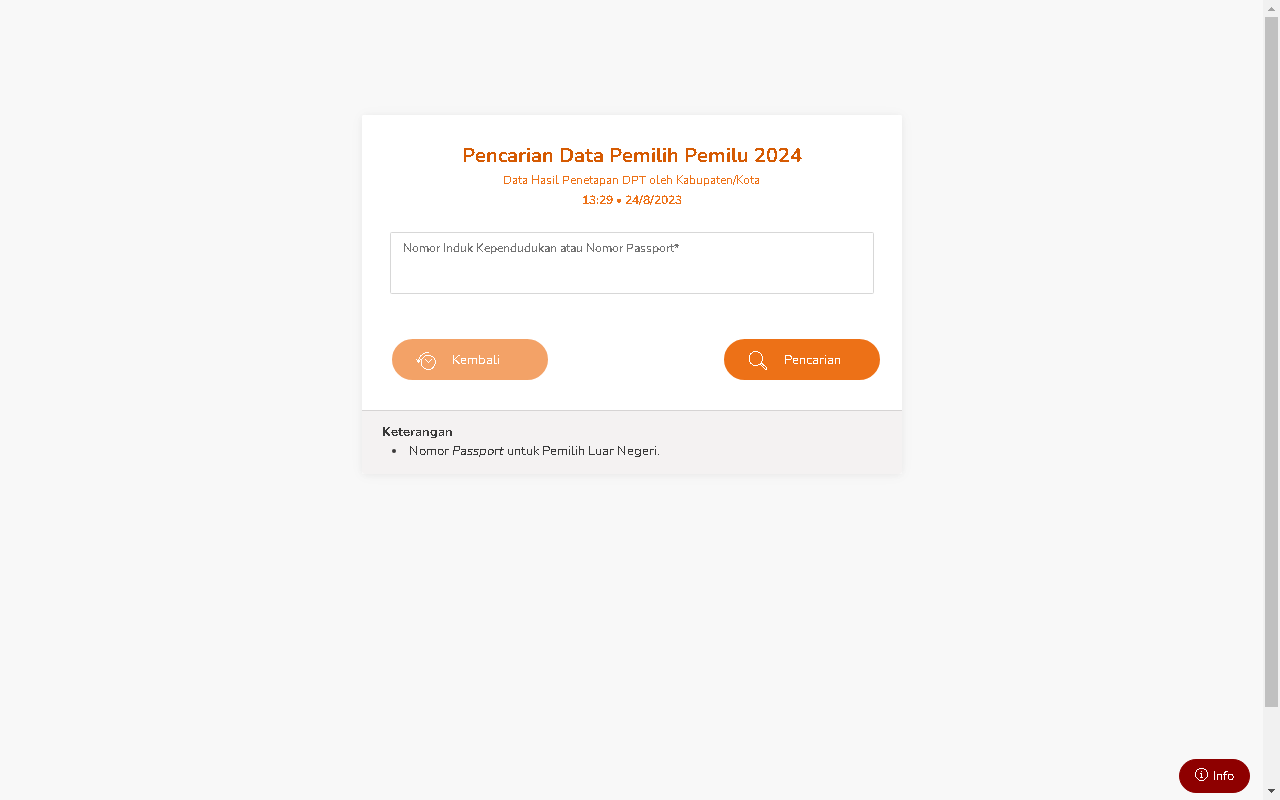 Pencarian Data Pemilih Pemilu 2024
Data Hasil Penetapan DPT oleh Kabupaten/Kota
13:29 • 24/8/2023
Nomor Induk Kependudukan atau Nomor Passport*
Kembali
Pencarian
Keterangan
• Nomor Passport untuk Pemilih Luar Negeri.
Info